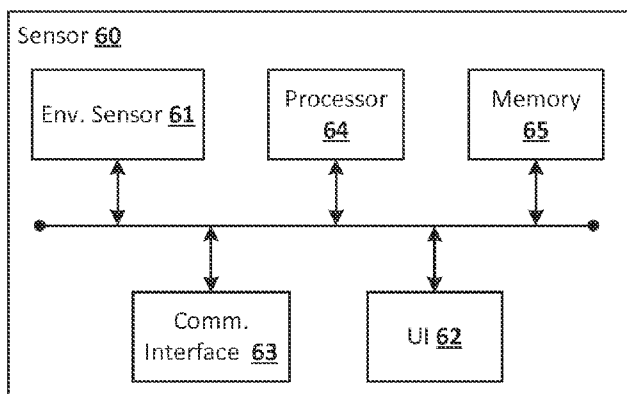 Sensor 60
Env. Sensor 61
Processor
64
Memory
65
Comm.
Interface 63
UI 62